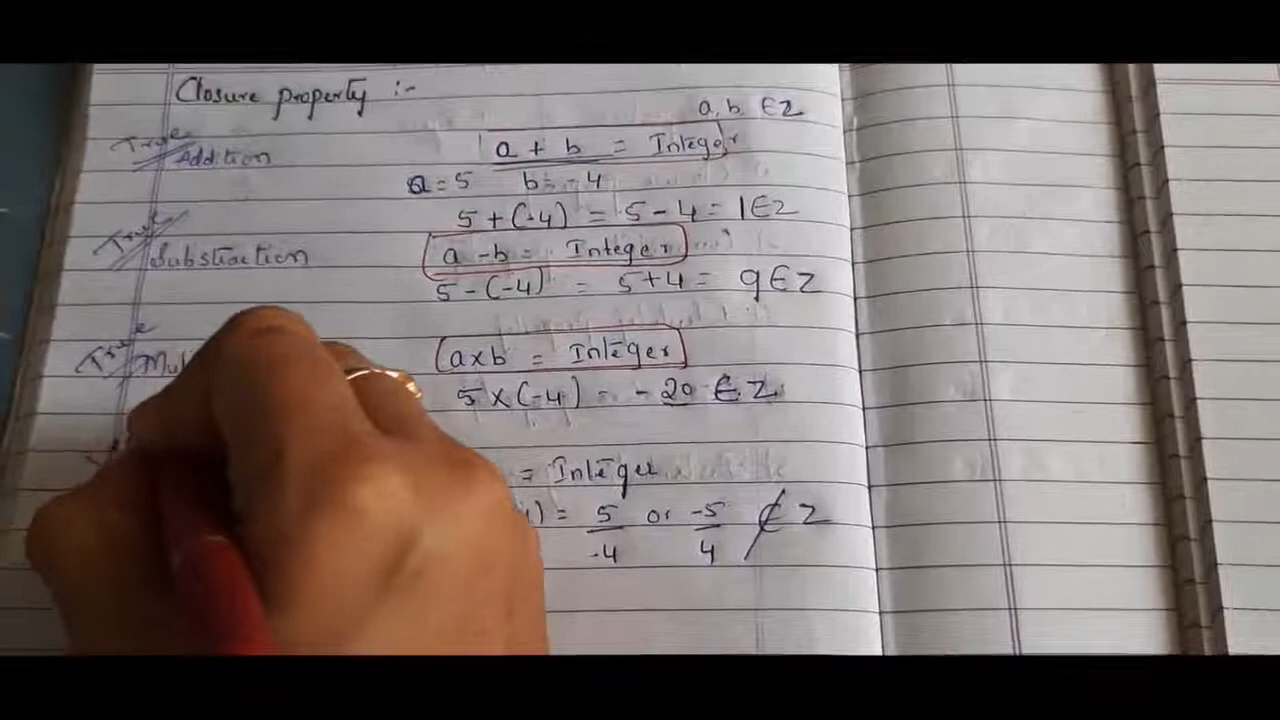 Closure property :-
a, b, ∈ Z
True
Addition a + b = Integer
a = 5 b = -4
5 + (-4) = 5 - 4 = 1 ∈ Z
True
Substraction a - b = Integer
5 - (-4) = 5 + 4 = 9 ∈ Z
True
a x b = Integer
5 x (-4) = - 20 ∈ Z
= Integer
) = 5/-4 or -5/4 ∉ Z